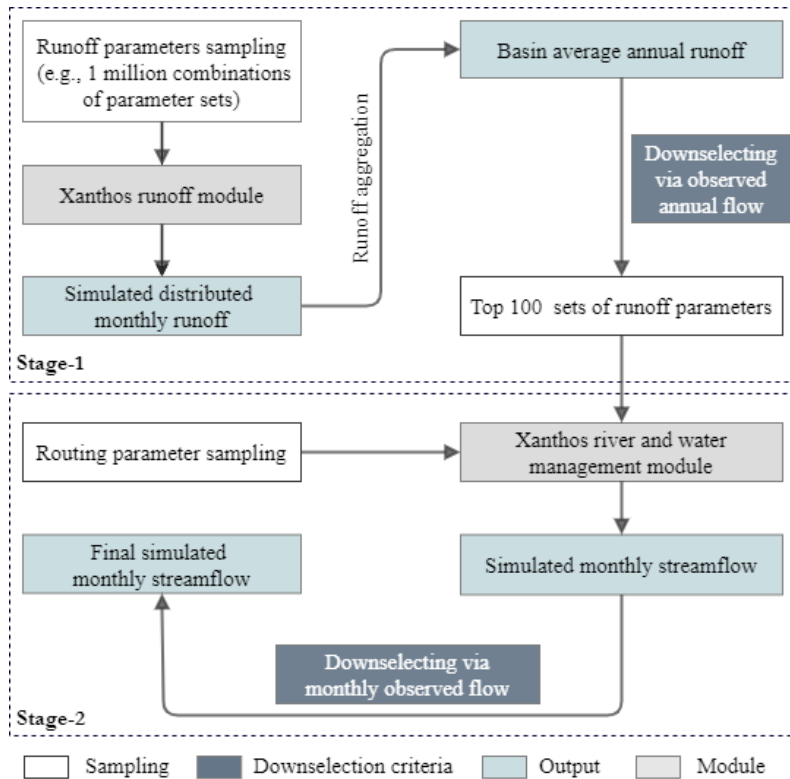 Runoff parameters sampling
(e.g., 1 million combinations
of parameter sets)
Xanthos runoff module
Simulated distributed
monthly runoff
Runoff aggregation
Basin average annual runoff
Downselecting
via observed
annual flow
Top 100 sets of runoff parameters
Stage-1
Routing parameter sampling
Xanthos river and water
management module
Simulated monthly streamflow
Downselecting via
monthly observed flow
Final simulated
monthly streamflow
Stage-2
Sampling
Downselection criteria
Output
Module